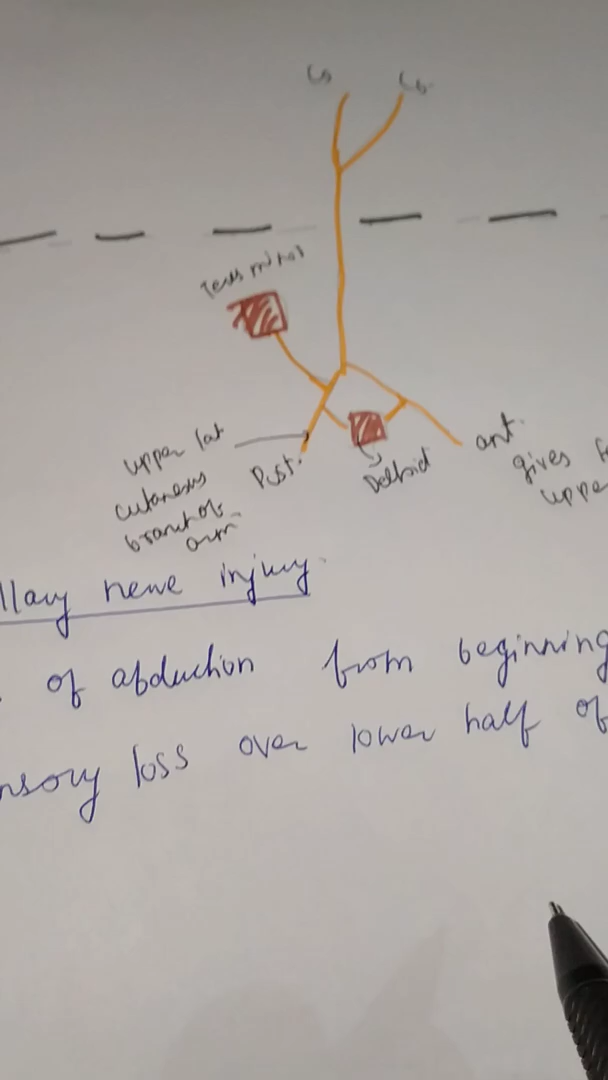 C5 C6
Teres minor
upper lat
cutaneous
branch of
arm
Post.
Deltoid
ant.
gives
uppe
llary nerve injury.
of abduction from beginning
nsory loss over lower half of